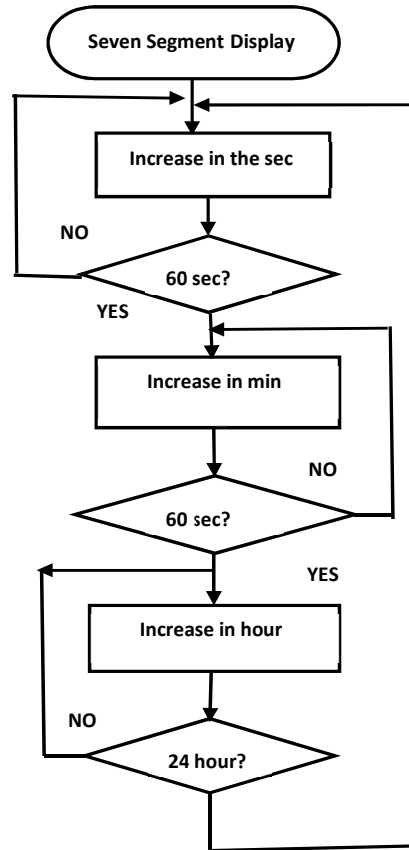 Seven Segment Display
Increase in the sec
NO
60 sec?
YES
Increase in min
NO
60 sec?
YES
Increase in hour
NO
24 hour?